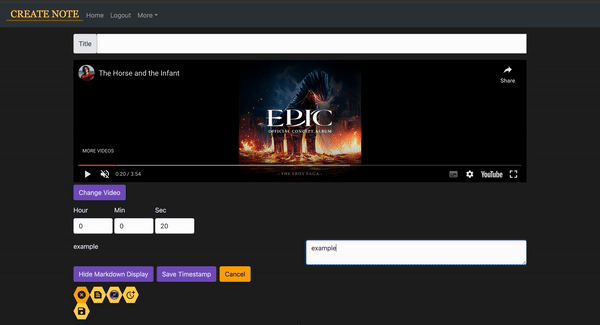 CREATE NOTE Home Logout More
Title
The Horse and the Infant
Share
EPIC
OFFICIAL CONCEPT ALBUM
MORE VIDEOS
- THE TROY SAGA -
0:20 / 3:54
YouTube
Change Video
Hour Min Sec
0 0 20
example example
Hide Markdown Display Save Timestamp Cancel